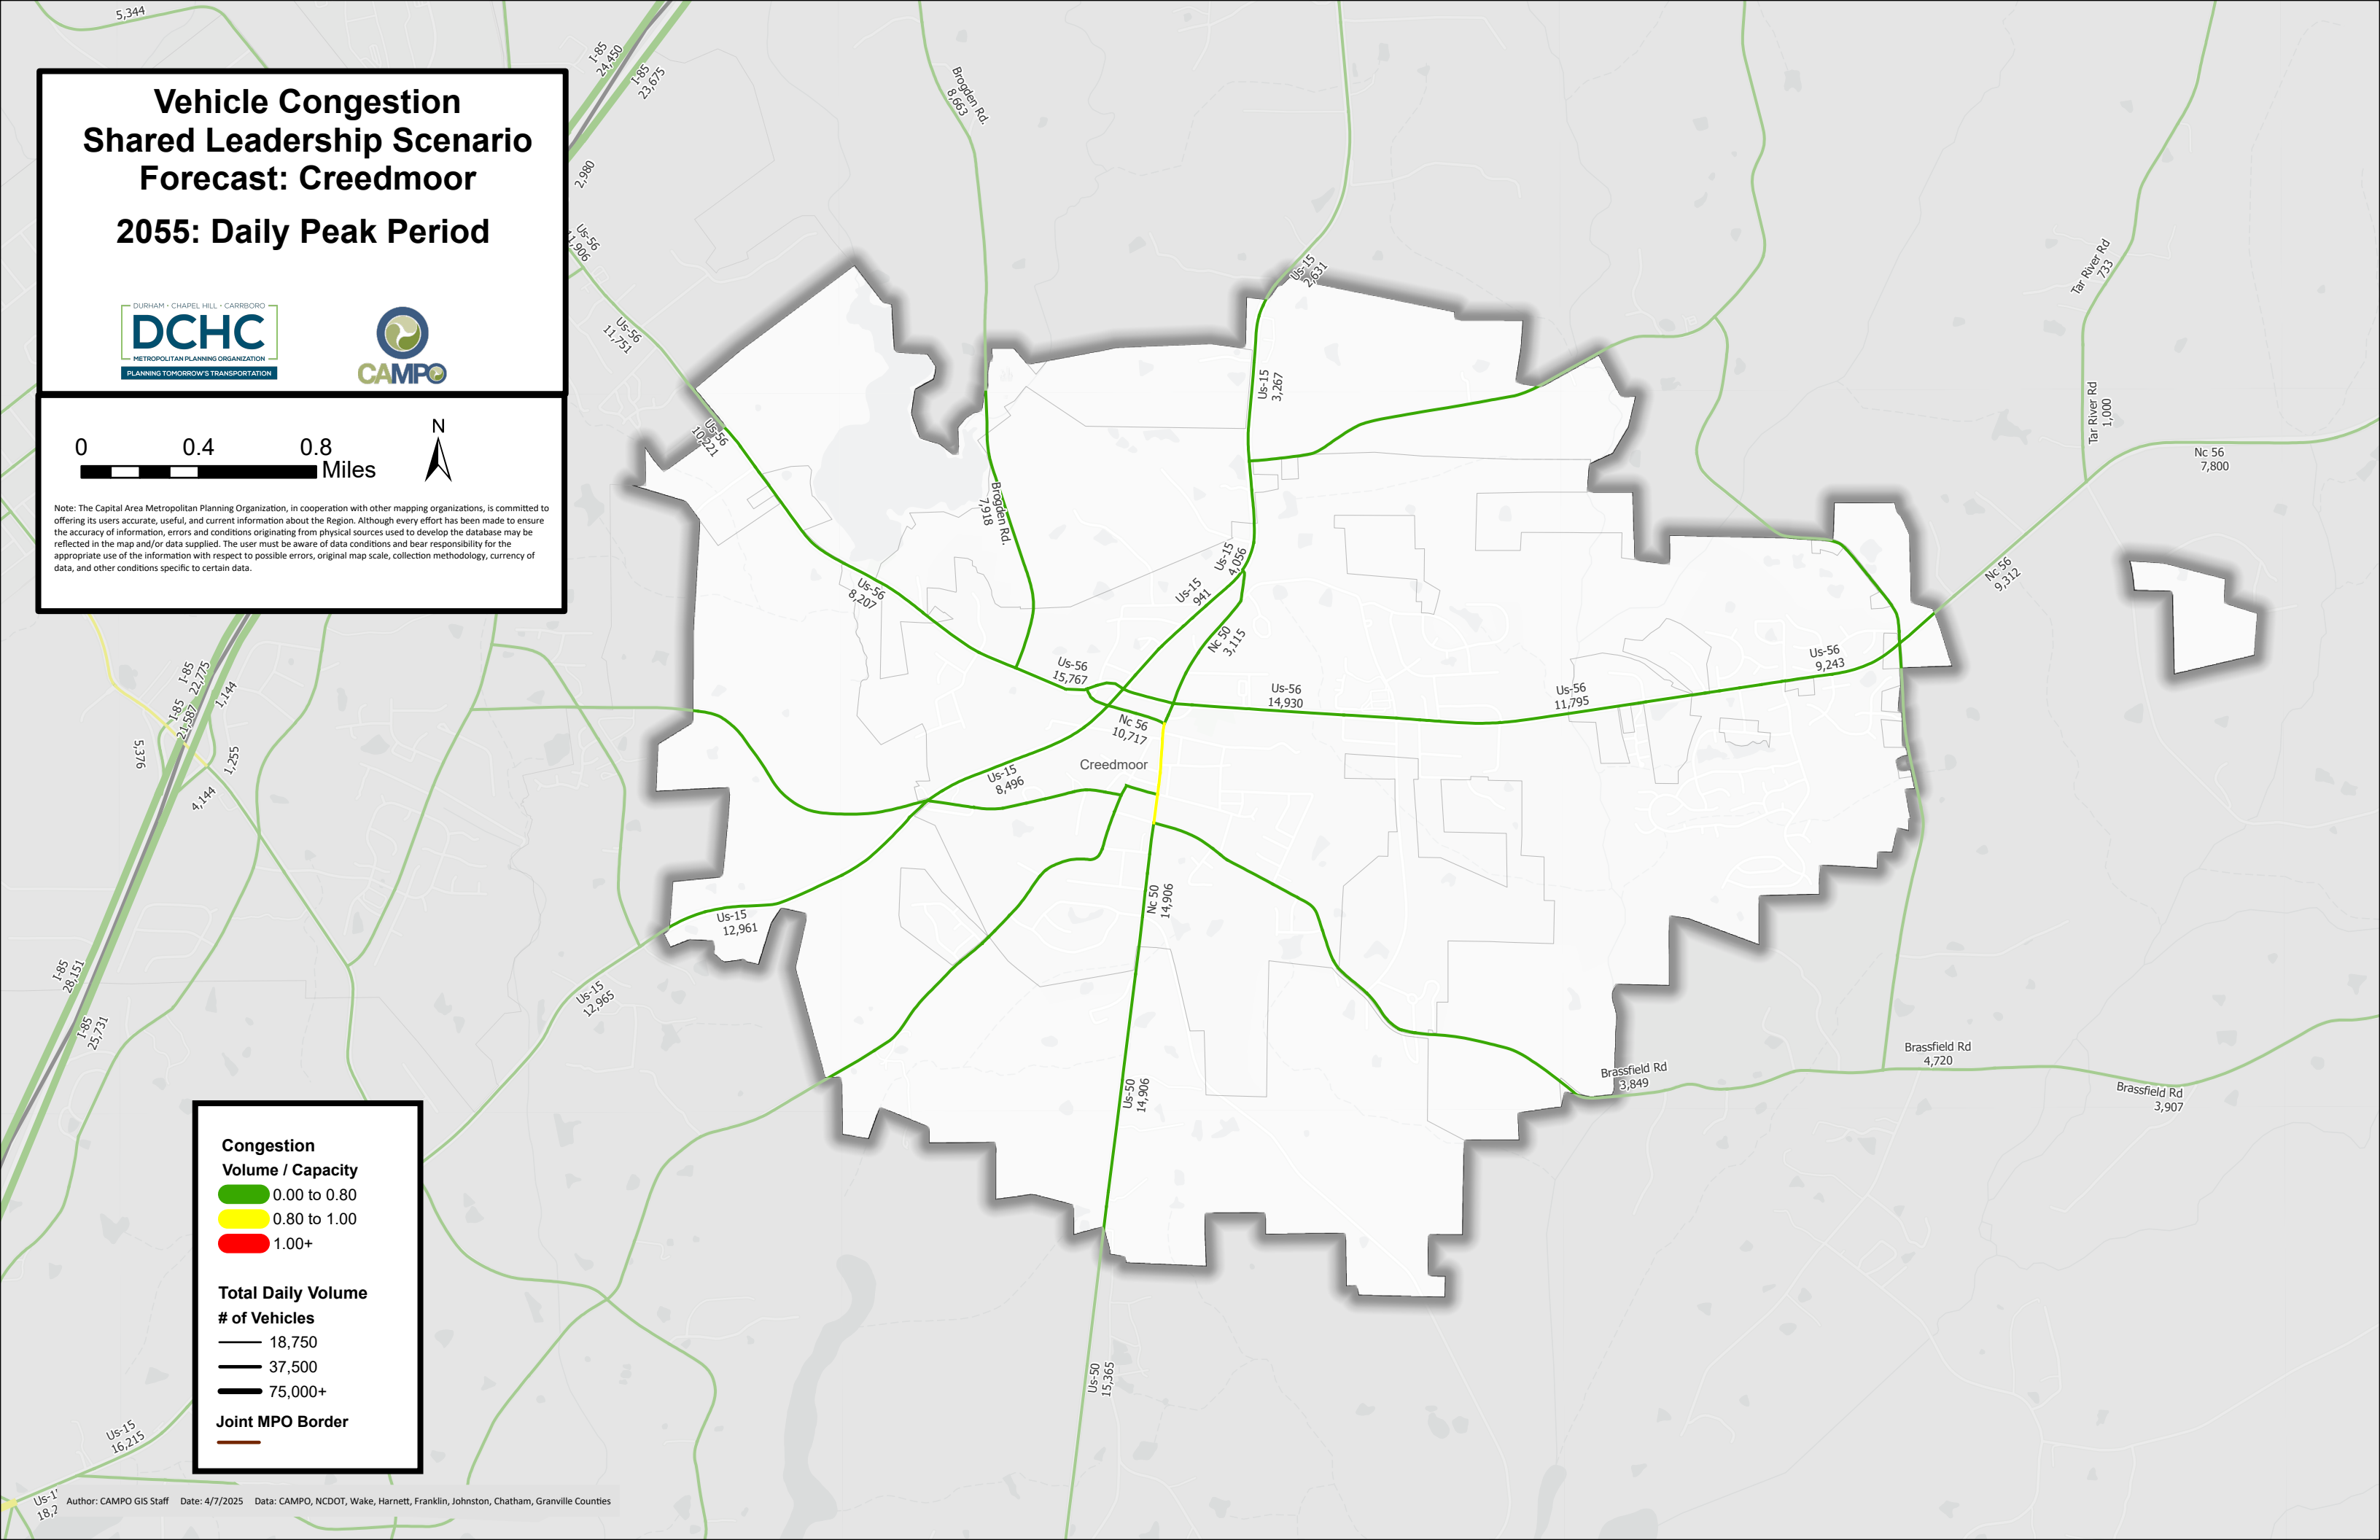 Vehicle Congestion
Shared Leadership Scenario
Forecast: Creedmoor
2055: Daily Peak Period
DURHAM · CHAPEL HILL · CARRBORO
DCHC
METROPOLITAN PLANNING ORGANIZATION
PLANNING TOMORROW'S TRANSPORTATION
CAMPO
0 0.4 0.8
Miles
N
Note: The Capital Area Metropolitan Planning Organization, in cooperation with other mapping organizations, is committed to
offering its users accurate, useful, and current information about the Region. Although every effort has been made to ensure
the accuracy of information, errors and conditions originating from physical sources used to develop the database may be
reflected in the map and/or data supplied. The user must be aware of data conditions and bear responsibility for the
appropriate use of the information with respect to possible errors, original map scale, collection methodology, currency of
data, and other conditions specific to certain data.
5,344
I-85
24,450
I-85
23,675
2,980
Us-56
11,906
Us-56
11,751
Us-56
10,221
Brogden Rd.
8,663
Brogden Rd.
7,918
Us-15
2,631
Us-15
3,267
Us-15
4,056
Us-15
941
Nc 50
3,115
Us-56
8,207
Us-56
15,767
Us-56
14,930
Us-56
11,795
Us-56
9,243
Nc 56
9,312
Nc 56
7,800
Tar River Rd
733
Tar River Rd
1,000
Nc 56
10,717
Creedmoor
Us-15
8,496
Us-15
12,961
Us-15
12,965
Nc 50
14,906
Us-50
14,906
Us-50
15,365
Brassfield Rd
3,849
Brassfield Rd
4,720
Brassfield Rd
3,907
I-85
22,775
I-85
21,587
1,144
5,376
1,255
4,144
I-85
28,151
I-85
25,731
Congestion
Volume / Capacity
0.00 to 0.80
0.80 to 1.00
1.00+
Total Daily Volume
# of Vehicles
18,750
37,500
75,000+
Joint MPO Border
Us-15
16,215
Us-1
18,2
Author: CAMPO GIS Staff Date: 4/7/2025 Data: CAMPO, NCDOT, Wake, Harnett, Franklin, Johnston, Chatham, Granville Counties